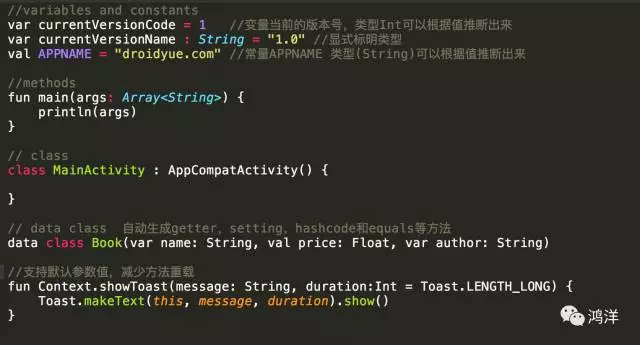 //variables and constants
var currentVersionCode = 1   //变量当前的版本号，类型Int可以根据值推断出来
var currentVersionName : String = "1.0" //显式标明类型
val APPNAME = "droidyue.com" //常量APPNAME 类型(String)可以根据值推断出来
//methods
fun main(args: Array<String>) {
    println(args)
}
// class
class MainActivity : AppCompatActivity() {
}
// data class  自动生成getter，setting，hashcode和equals等方法
data class Book(var name: String, val price: Float, var author: String)
//支持默认参数值，减少方法重载
fun Context.showToast(message: String, duration:Int = Toast.LENGTH_LONG) {
    Toast.makeText(this, message, duration).show()
}
鸿洋